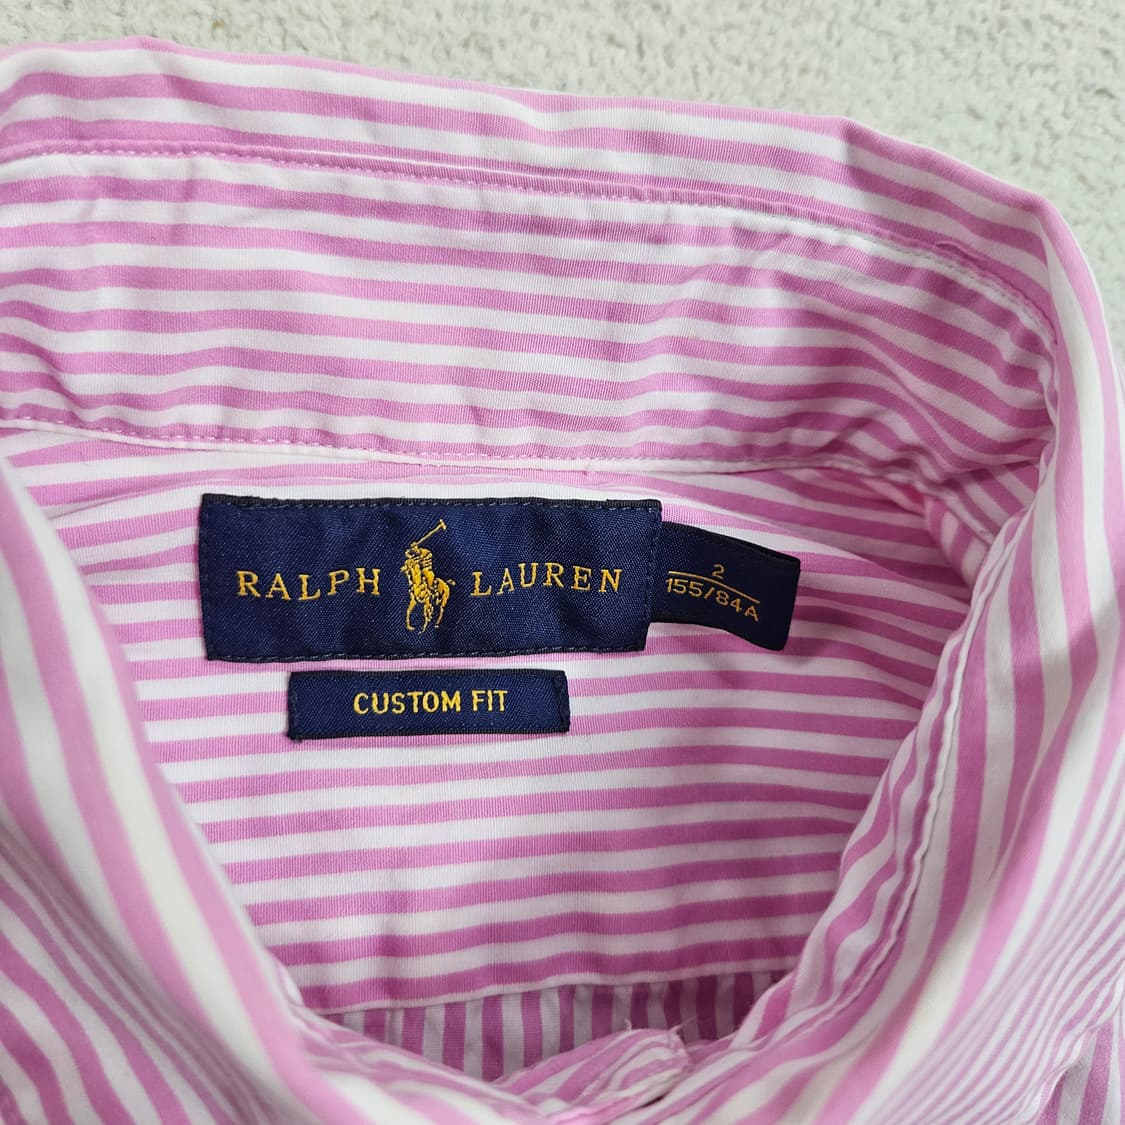 RALPH LAUREN
2
155/84A
CUSTOM FIT